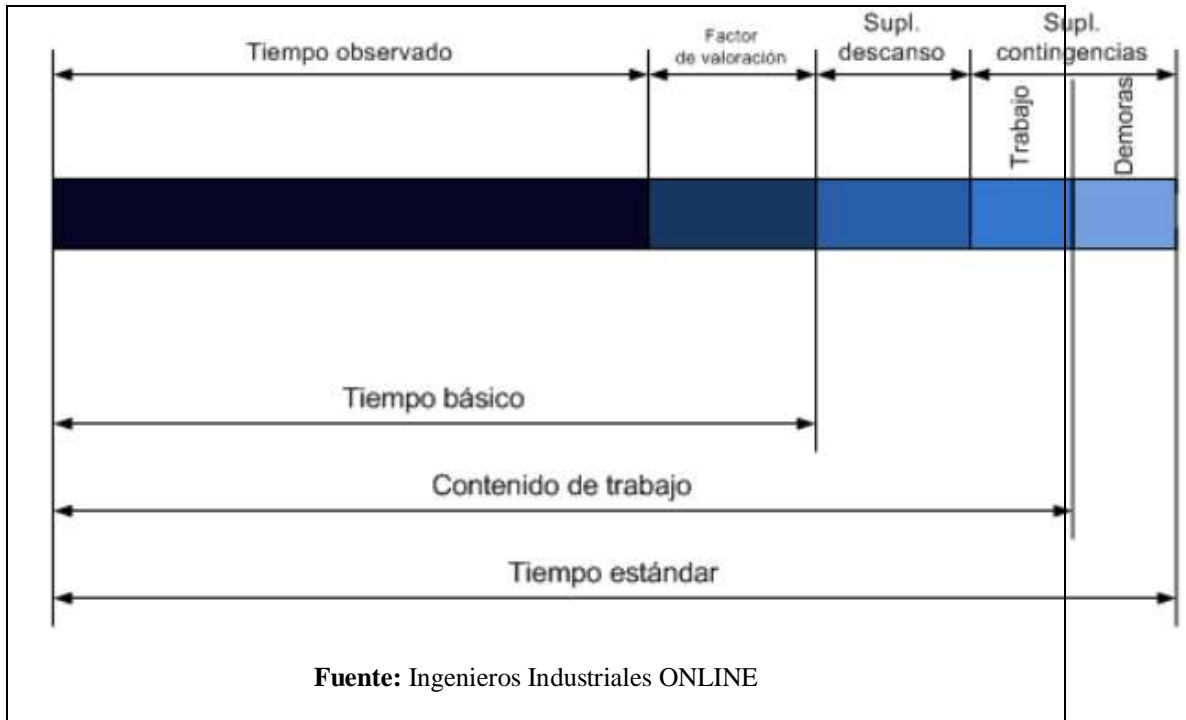 Tiempo observado
Factor
de valoración
Supl.
descanso
Supl.
contingencias
Trabajo
Demoras
Tiempo básico
Contenido de trabajo
Tiempo estándar
Fuente: Ingenieros Industriales ONLINE